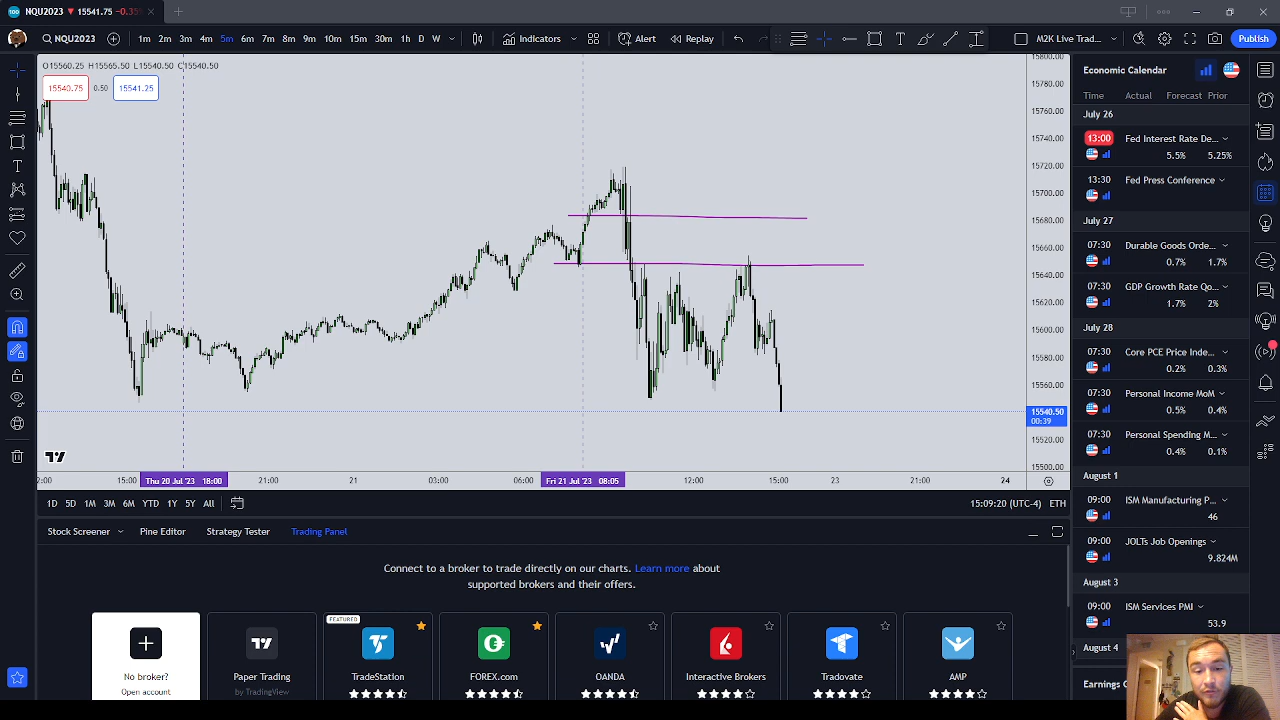 NQU2023 ▼ 15541.75 −0.35
NQU2023 1m 2m 3m 4m 5m 6m 7m 8m 9m 10m 15m 30m 1h D W Indicators Alert Replay M2K Live Trad... Publish
O15560.25 H15565.50 L15540.50 C15540.50
15540.75 0.50 15541.25
15800.00
15780.00
15760.00
15740.00
15720.00
15700.00
15680.00
15660.00
15640.00
15620.00
15600.00
15580.00
15560.00
15540.50
00:39
15520.00
15500.00
2:00 15:00 Thu 20 Jul '23 18:00 21:00 21 03:00 06:00 Fri 21 Jul '23 08:05 12:00 15:00 23 21:00 24
1D 5D 1M 3M 6M YTD 1Y 5Y All 15:09:20 (UTC-4) ETH
Stock Screener Pine Editor Strategy Tester Trading Panel
Connect to a broker to trade directly on our charts. Learn more about
supported brokers and their offers.
No broker?
Open account
Paper Trading
by TradingView
FEATURED
TradeStation
FOREX.com
OANDA
Interactive Brokers
Tradovate
AMP
Economic Calendar
Time Actual Forecast Prior
July 26
13:00 Fed Interest Rate De...
5.5% 5.25%
13:30 Fed Press Conference
July 27
07:30 Durable Goods Orde...
0.7% 1.7%
07:30 GDP Growth Rate Qo...
1.7% 2%
July 28
07:30 Core PCE Price Inde...
0.2% 0.3%
07:30 Personal Income MoM
0.5% 0.4%
07:30 Personal Spending M...
0.4% 0.1%
August 1
09:00 ISM Manufacturing P...
46
09:00 JOLTs Job Openings
9.824M
August 3
09:00 ISM Services PMI
53.9
August 4
Earnings C